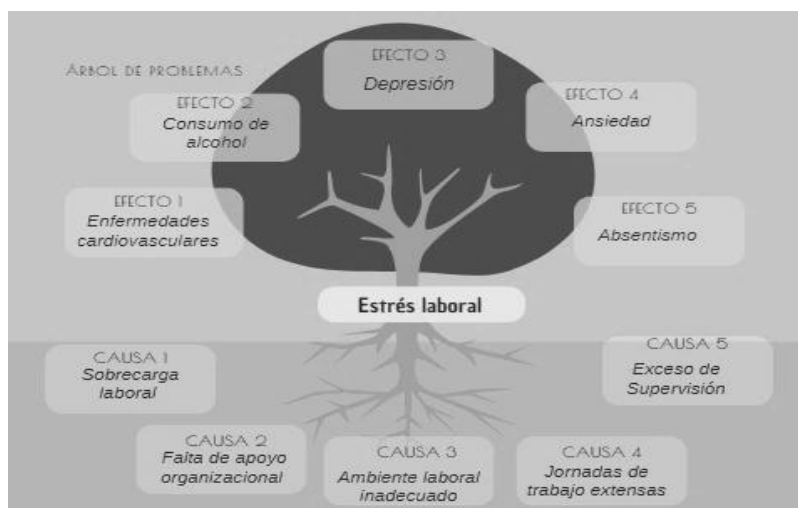 ÁRBOL DE PROBLEMAS
EFECTO 3
Depresión
EFECTO 2
Consumo de
alcohol
EFECTO 4
Ansiedad
EFECTO 1
Enfermedades
cardiovasculares
EFECTO 5
Absentismo
Estrés laboral
CAUSA 1
Sobrecarga
laboral
CAUSA 5
Exceso de
Supervisión
CAUSA 2
Falta de apoyo
organizacional
CAUSA 3
Ambiente laboral
inadecuado
CAUSA 4
Jornadas de
trabajo extensas